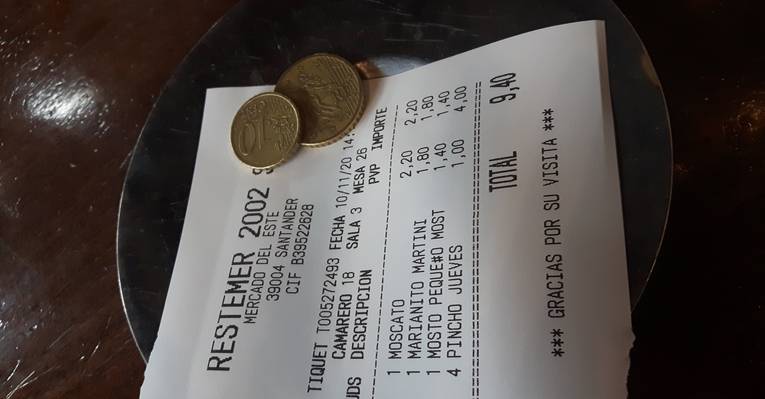 RESTEMER 2002 S
MERCADO DEL ESTE
39004 SANTANDER
CIF B39522628
TIQUET T005272493 FECHA 10/11/20 14:
CAMARERO 18 SALA 3 MESA 26
UDS DESCRIPCION PVP IMPORTE
1 MOSCATO 2,20 2,20
1 MARIANITO MARTINI 1,80 1,80
1 MOSTO PEQUE#O MOST 1,40 1,40
4 PINCHO JUEVES 1,00 4,00
TOTAL 9,40
*** GRACIAS POR SU VISITA ***
10